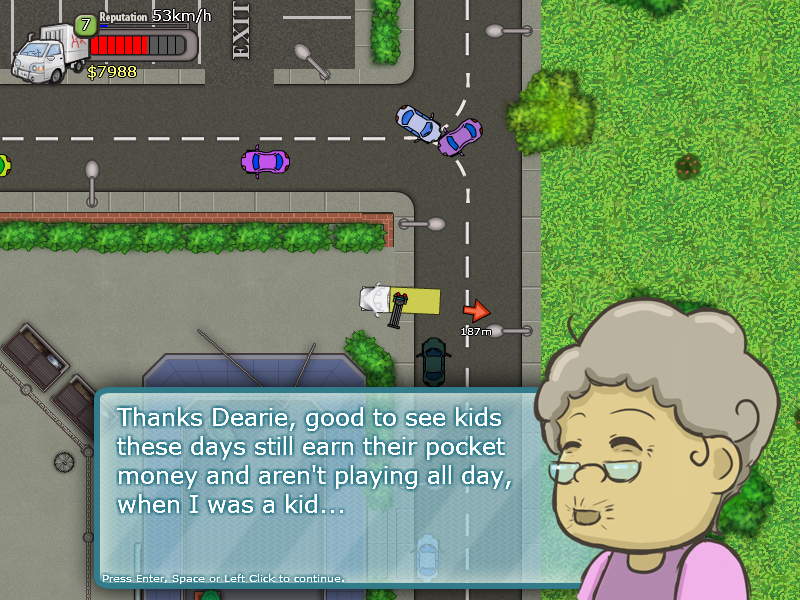 7 Reputation 53km/h
$7988
EXIT
187m
Thanks Dearie, good to see kids
these days still earn their pocket
money and aren't playing all day,
when I was a kid...
Press Enter, Space or Left Click to continue.